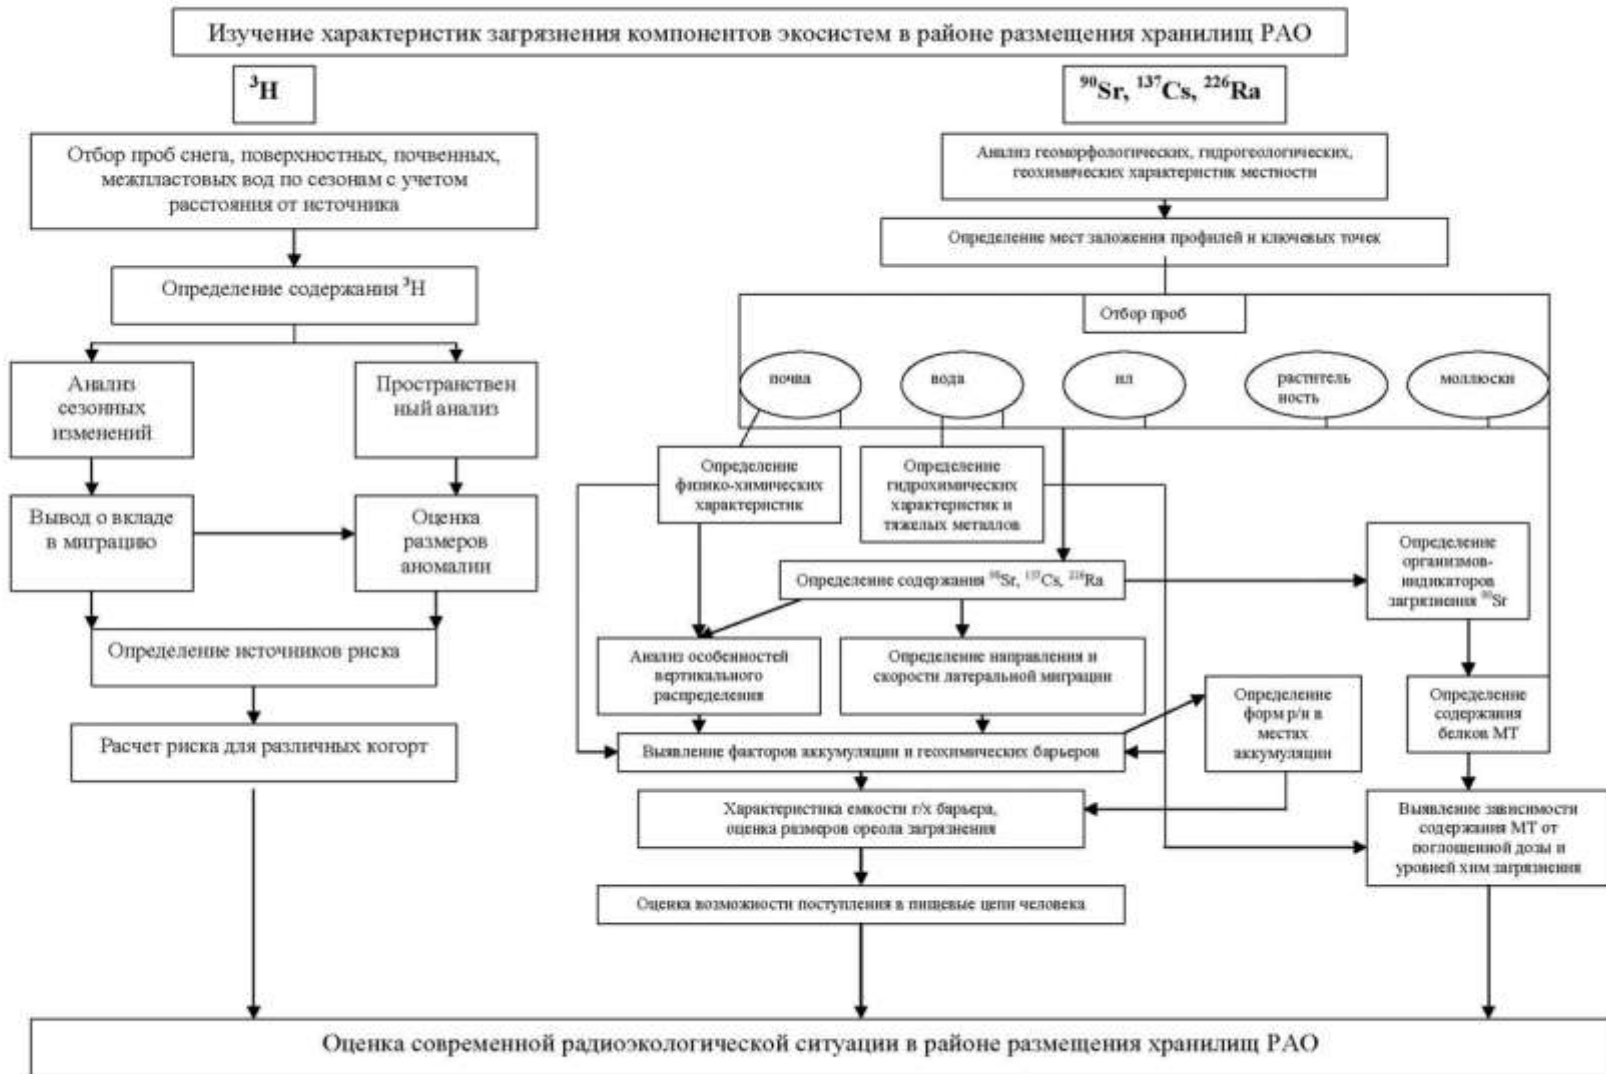 Изучение характеристик загрязнения компонентов экосистем в районе размещения хранилищ РАО
³H
Отбор проб снега, поверхностных, почвенных,
межпластовых вод по сезонам с учетом
расстояния от источника
Определение содержания ³H
Анализ
сезонных
изменений
Пространствен
ный анализ
Вывод о вкладе
в миграцию
Оценка
размеров
аномалии
Определение источников риска
Расчет риска для различных когорт
⁹⁰Sr, ¹³⁷Cs, ²²⁶Ra
Анализ геоморфологических, гидрогеологических,
геохимических характеристик местности
Определение мест заложения профилей и ключевых точек
Отбор проб
почва
вода
ил
раститель
ность
моллюски
Определение
физико-химических
характеристик
Определение
гидрохимических
характеристик и
тяжелых металлов
Определение содержания ⁹⁰Sr, ¹³⁷Cs, ²²⁶Ra
Определение
организмов-
индикаторов
загрязнения ⁹⁰Sr
Анализ особенностей
вертикального
распределения
Определение направления и
скорости латеральной миграции
Определение
форм р/н в
местах
аккумуляции
Определение
содержания
белков МТ
Выявление факторов аккумуляции и геохимических барьеров
Характеристика емкости г/х барьера,
оценка размеров ореола загрязнения
Выявление зависимости
содержания МТ от
поглощенной дозы и
уровней хим загрязнения
Оценка возможности поступления в пищевые цепи человека
Оценка современной радиоэкологической ситуации в районе размещения хранилищ РАО